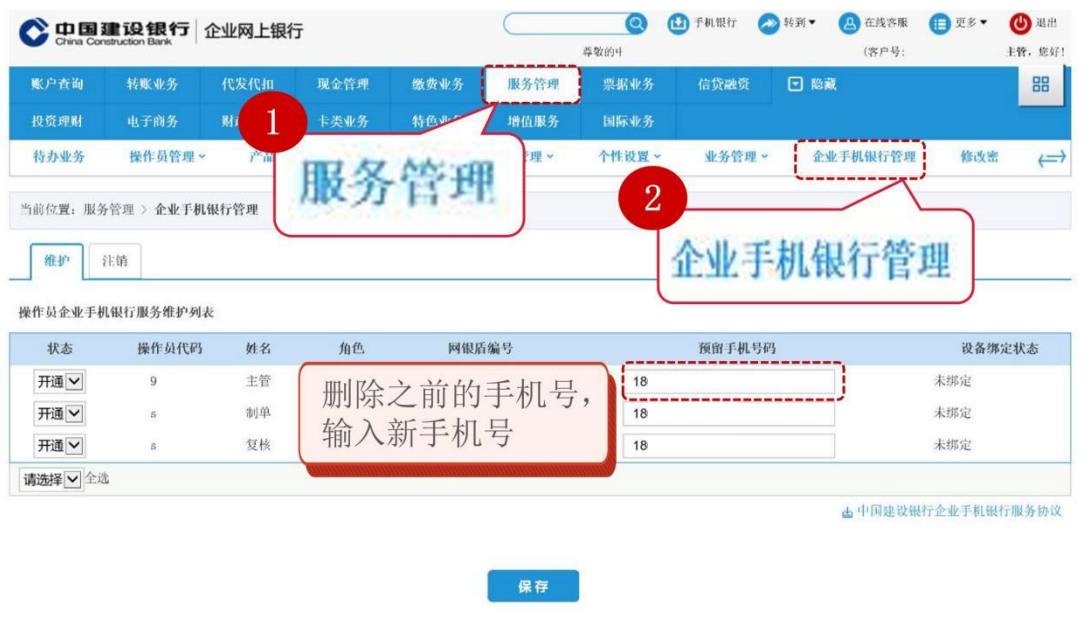 中国建设银行 企业网上银行
China Construction Bank
手机银行 转到 在线客服 更多 退出
尊敬的 (客户号: 主管,您好!
账户查询 转账业务 代发代扣 现金管理 缴费业务 服务管理 票据业务 信贷融资 隐藏
投资理财 电子商务 1 卡类业务 特色 增值服务 国际业务
待办业务 操作员管理 产品 管理 个性设置 业务管理 企业手机银行管理 修改密
服务管理
2
当前位置:服务管理 > 企业手机银行管理
企业手机银行管理
维护 注销
操作员企业手机银行服务维护列表
状态 操作员代码 姓名 角色 网银盾编号 预留手机号码 设备绑定状态
开通 9 主管 18 未绑定
删除之前的手机号,
开通 s 制单 18 未绑定
输入新手机号
开通 s 复核 18 未绑定
请选择 全选
中国建设银行企业手机银行服务协议
保存